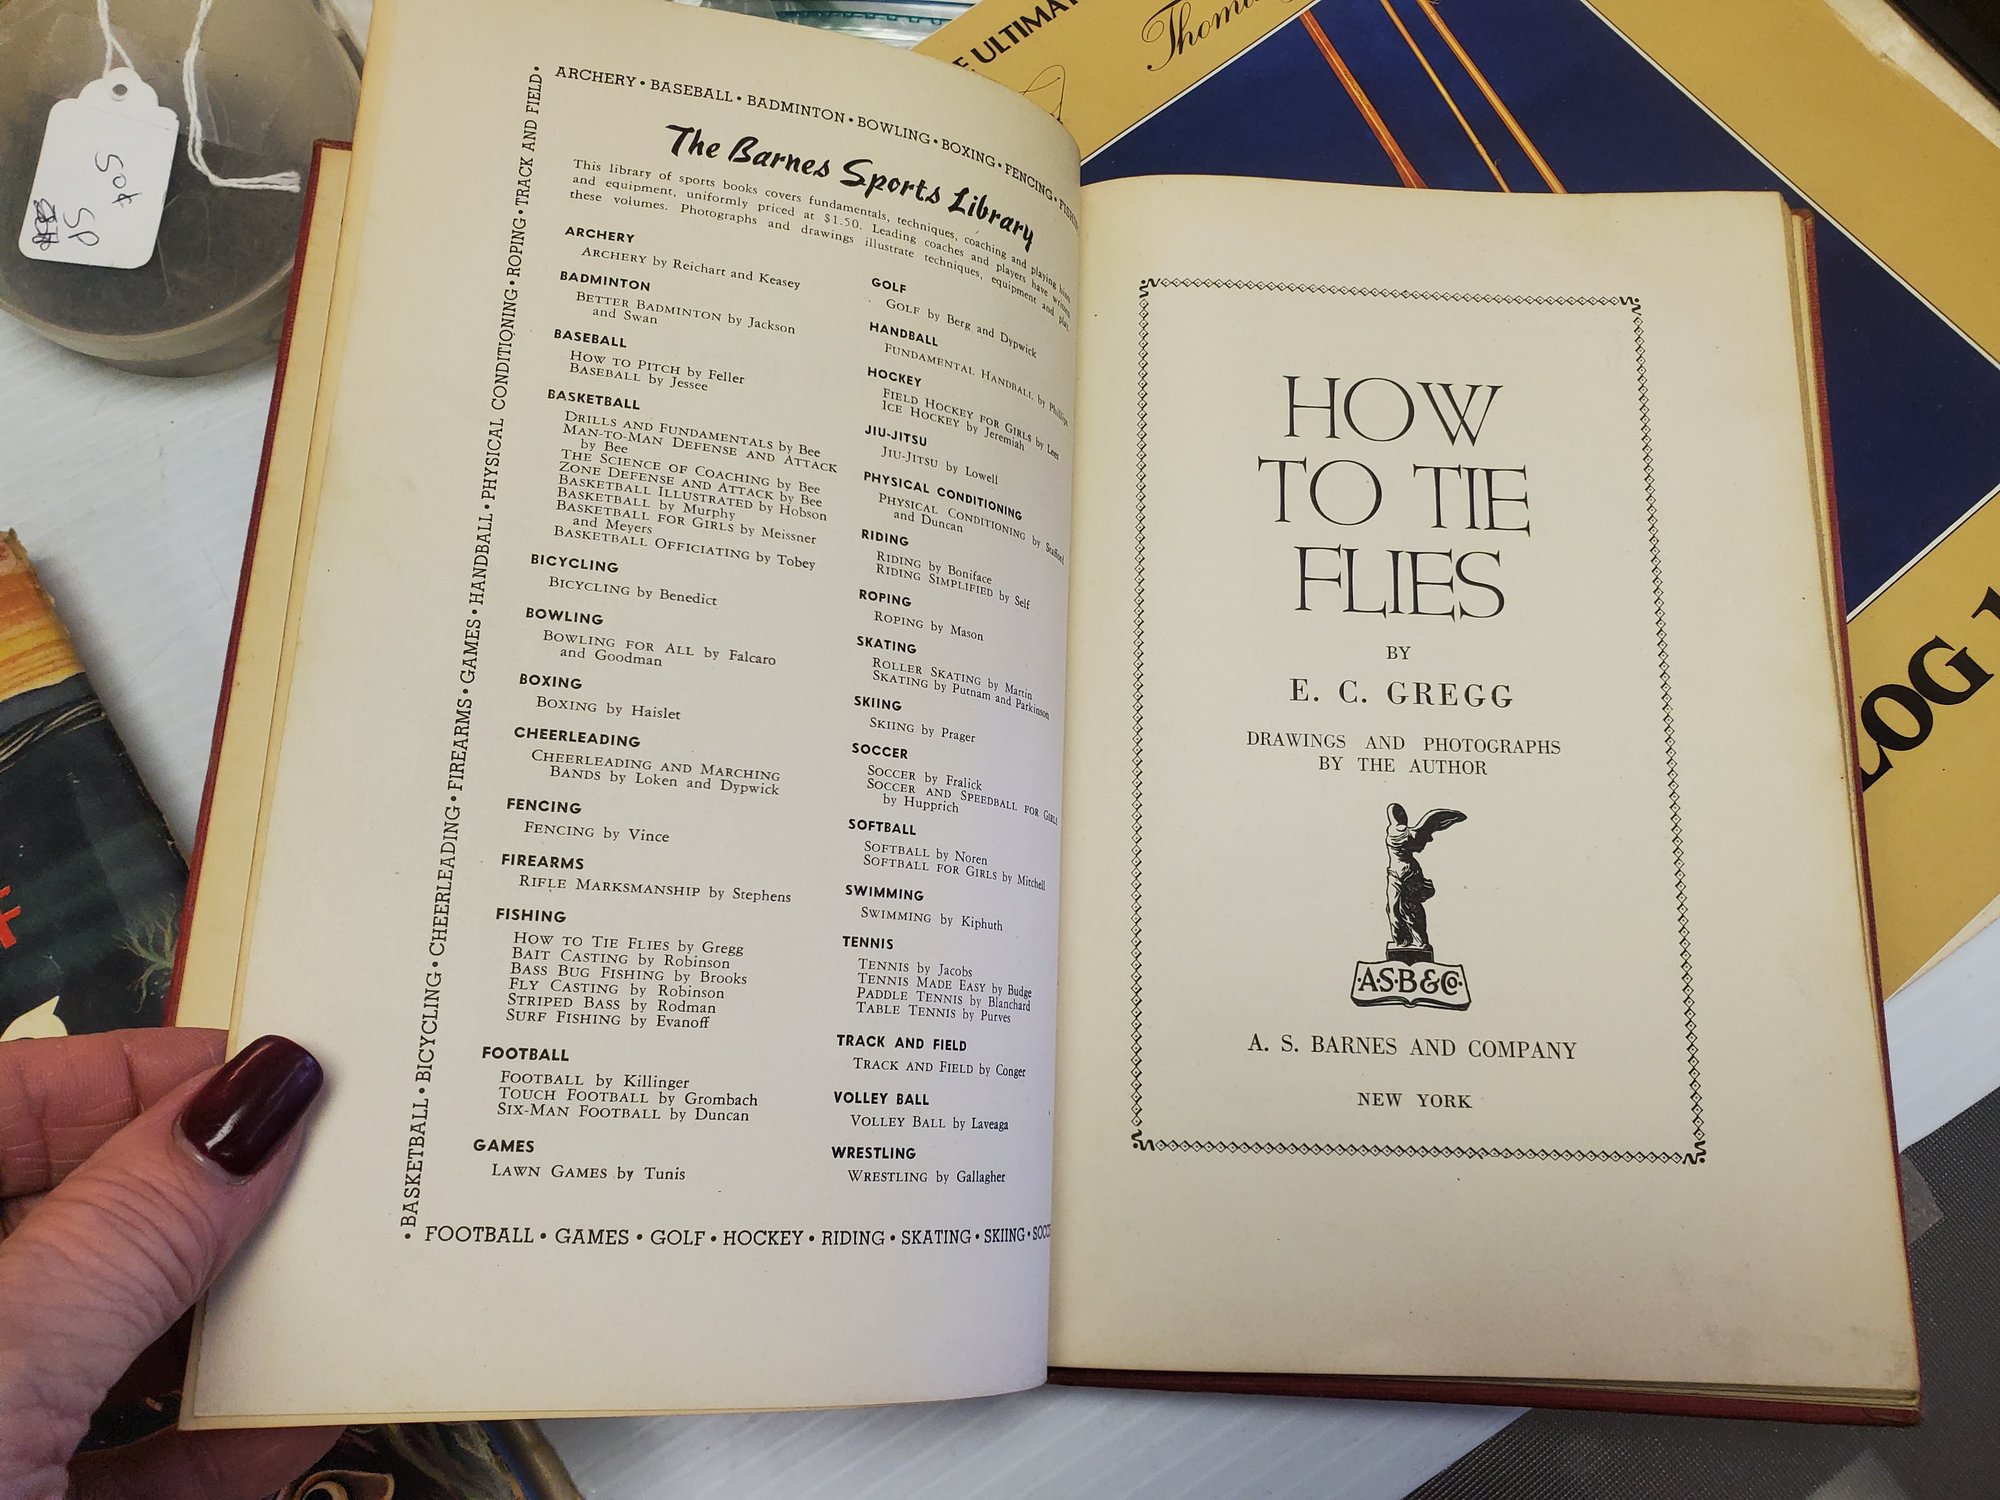 50¢
JP
E ULTIMAT
Thomas
LOG
ARCHERY • BASEBALL • BADMINTON • BOWLING • BOXING • FENCING • FISHIN
• BASKETBALL • BICYCLING • CHEERLEADING • FIREARMS • GAMES • HANDBALL • PHYSICAL CONDITIONING • ROPING • TRACK AND FIELD •
The Barnes Sports Library
This library of sports books covers fundamentals, techniques, coaching and playing hints
and equipment, uniformly priced at $1.50. Leading coaches and players have written
these volumes. Photographs and drawings illustrate techniques, equipment and play.
ARCHERY
ARCHERY by Reichart and Keasey
BADMINTON
BETTER BADMINTON by Jackson
and Swan
BASEBALL
HOW TO PITCH by Feller
BASEBALL by Jessee
BASKETBALL
DRILLS AND FUNDAMENTALS by Bee
MAN-TO-MAN DEFENSE AND ATTACK
by Bee
THE SCIENCE OF COACHING by Bee
ZONE DEFENSE AND ATTACK by Bee
BASKETBALL ILLUSTRATED by Hobson
BASKETBALL by Murphy
BASKETBALL FOR GIRLS by Meissner
and Meyers
BASKETBALL OFFICIATING by Tobey
BICYCLING
BICYCLING by Benedict
BOWLING
BOWLING FOR ALL by Falcaro
and Goodman
BOXING
BOXING by Haislet
CHEERLEADING
CHEERLEADING AND MARCHING
BANDS by Loken and Dypwick
FENCING
FENCING by Vince
FIREARMS
RIFLE MARKSMANSHIP by Stephens
FISHING
HOW TO TIE FLIES by Gregg
BAIT CASTING by Robinson
BASS BUG FISHING by Brooks
FLY CASTING by Robinson
STRIPED BASS by Rodman
SURF FISHING by Evanoff
FOOTBALL
FOOTBALL by Killinger
TOUCH FOOTBALL by Grombach
SIX-MAN FOOTBALL by Duncan
GAMES
LAWN GAMES by Tunis
GOLF
GOLF by Berg and Dypwick
HANDBALL
FUNDAMENTAL HANDBALL by Phillips
HOCKEY
FIELD HOCKEY FOR GIRLS by Lees
ICE HOCKEY by Jeremiah
JIU-JITSU
JIU-JITSU by Lowell
PHYSICAL CONDITIONING
PHYSICAL CONDITIONING by Stafford
and Duncan
RIDING
RIDING by Boniface
RIDING SIMPLIFIED by Self
ROPING
ROPING by Mason
SKATING
ROLLER SKATING by Martin
SKATING by Putnam and Parkinson
SKIING
SKIING by Prager
SOCCER
SOCCER by Fralick
SOCCER AND SPEEDBALL FOR GIRLS
by Hupprich
SOFTBALL
SOFTBALL by Noren
SOFTBALL FOR GIRLS by Mitchell
SWIMMING
SWIMMING by Kiphuth
TENNIS
TENNIS by Jacobs
TENNIS MADE EASY by Budge
PADDLE TENNIS by Blanchard
TABLE TENNIS by Purves
TRACK AND FIELD
TRACK AND FIELD by Conger
VOLLEY BALL
VOLLEY BALL by Laveaga
WRESTLING
WRESTLING by Gallagher
• FOOTBALL • GAMES • GOLF • HOCKEY • RIDING • SKATING • SKIING • SOCC
HOW
TO TIE
FLIES
BY
E. C. GREGG
DRAWINGS AND PHOTOGRAPHS
BY THE AUTHOR
·A·S·B&Co·
A. S. BARNES AND COMPANY
NEW YORK